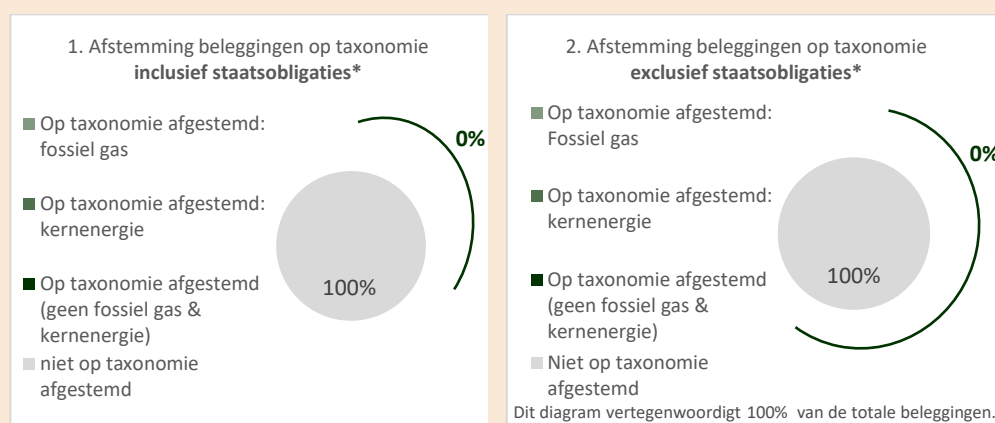 1. Afstemming beleggingen op taxonomie
inclusief staatsobligaties*
Op taxonomie afgestemd:
fossiel gas
Op taxonomie afgestemd:
kernenergie
Op taxonomie afgestemd
(geen fossiel gas &
kernenergie)
niet op taxonomie
afgestemd
0%
100%
2. Afstemming beleggingen op taxonomie
exclusief staatsobligaties*
Op taxonomie afgestemd:
Fossiel gas
Op taxonomie afgestemd:
kernenergie
Op taxonomie afgestemd
(geen fossiel gas &
kernenergie)
Niet op taxonomie
afgestemd
0%
100%
Dit diagram vertegenwoordigt 100% van de totale beleggingen.